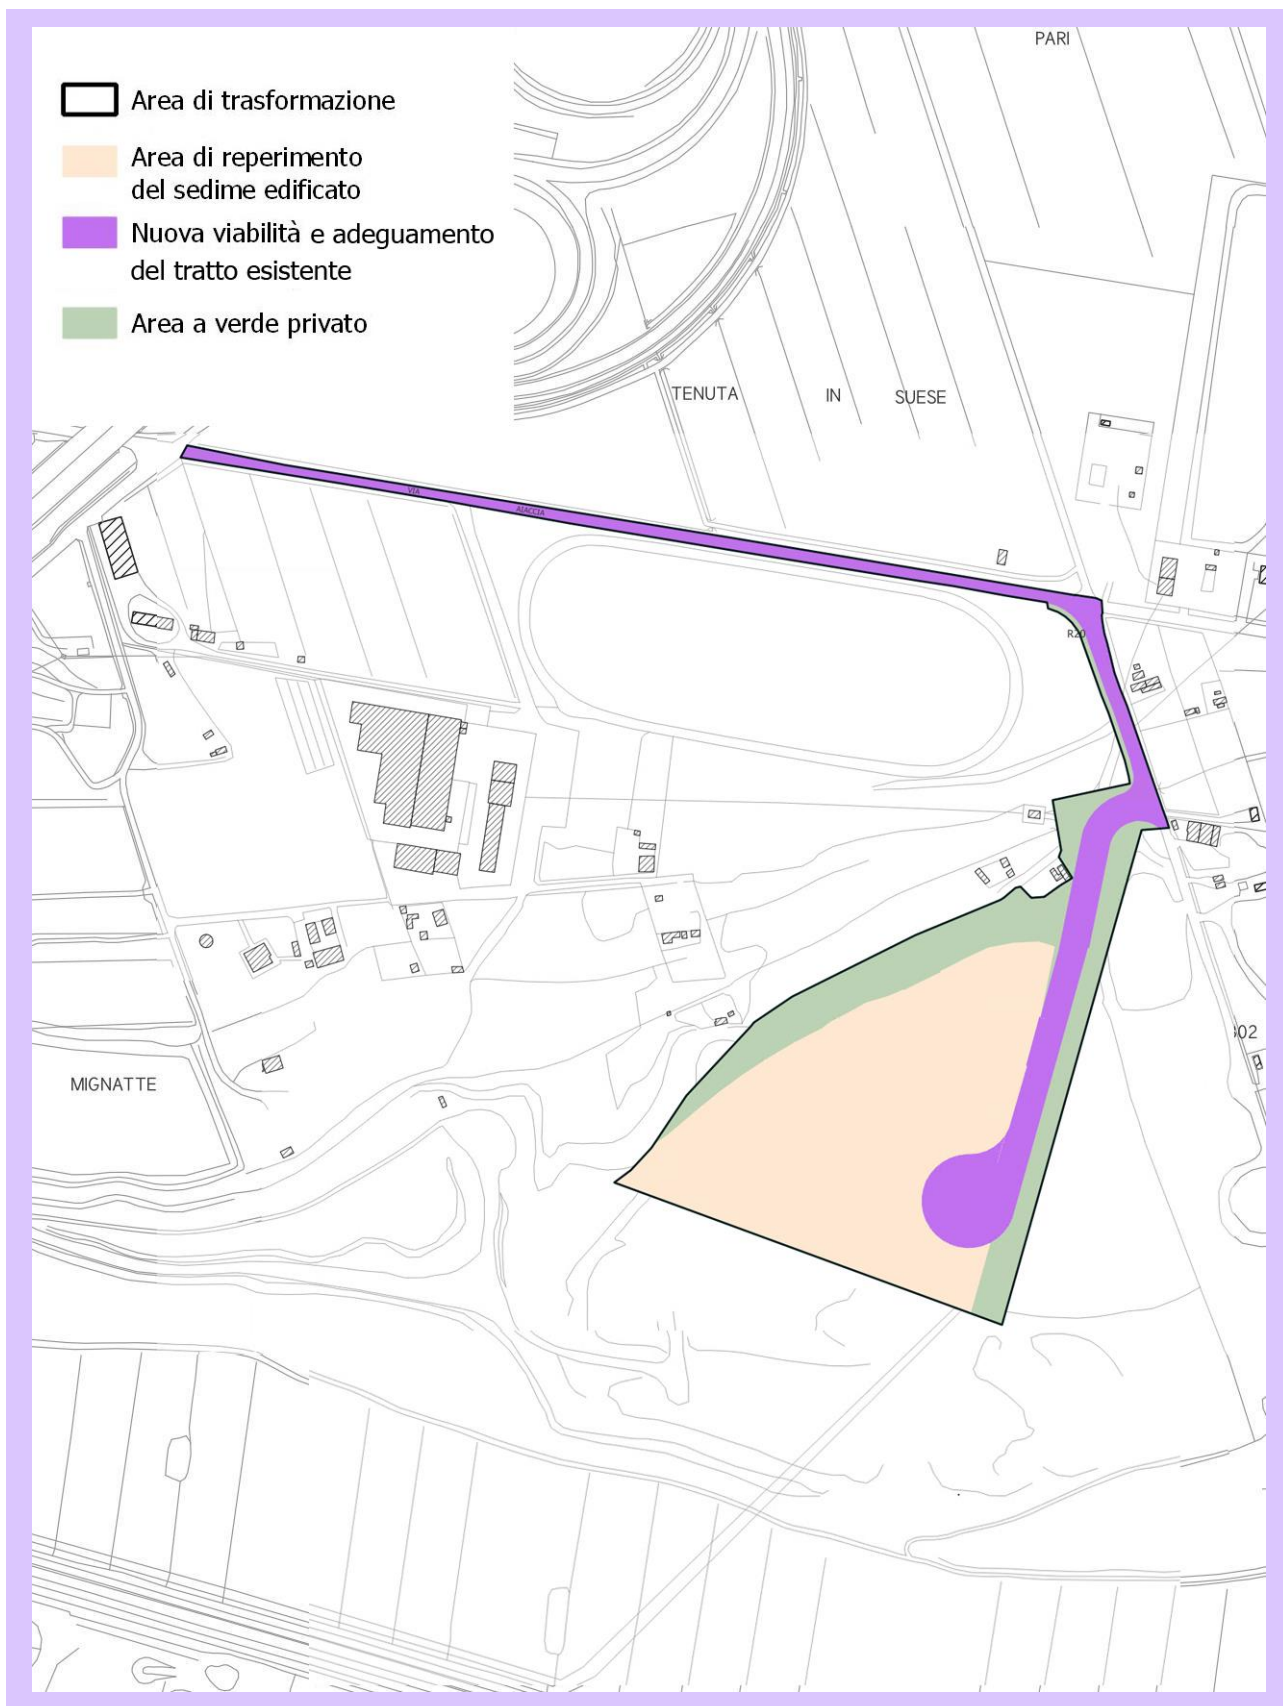 PARI
Area di trasformazione
Area di reperimento
del sedime edificato
Nuova viabilità e adeguamento
del tratto esistente
Area a verde privato
TENUTA IN SUESE
VIA
AIACCIA
R20
MIGNATTE